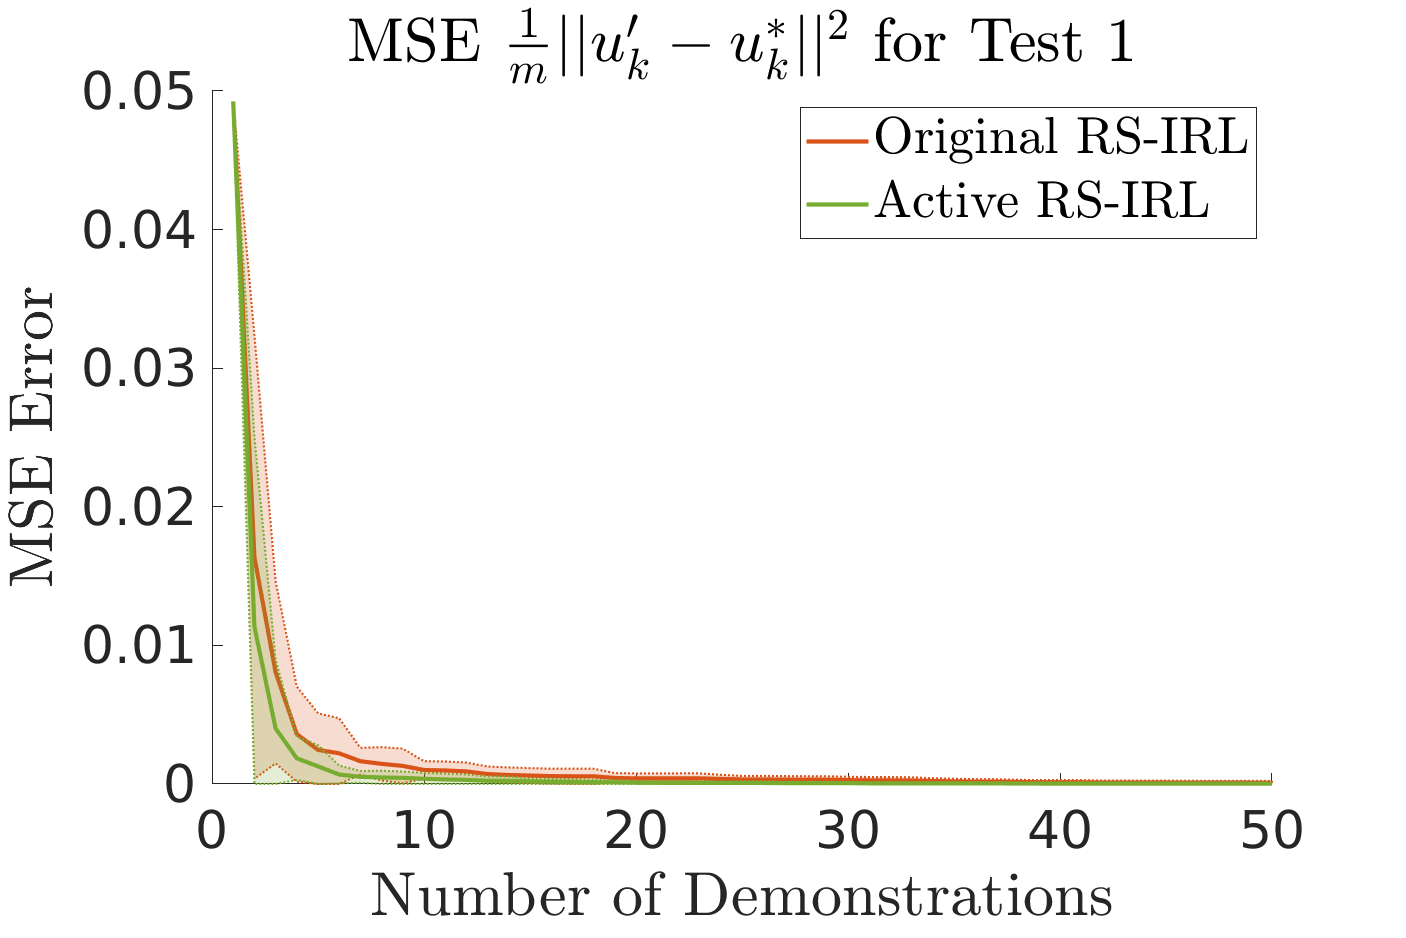 MSE $\frac{1}{m}||u'_k - u^*_k||^2$ for Test 1
0.05
0.04
0.03
0.02
0.01
0
MSE Error
Original RS-IRL
Active RS-IRL
0 10 20 30 40 50
Number of Demonstrations